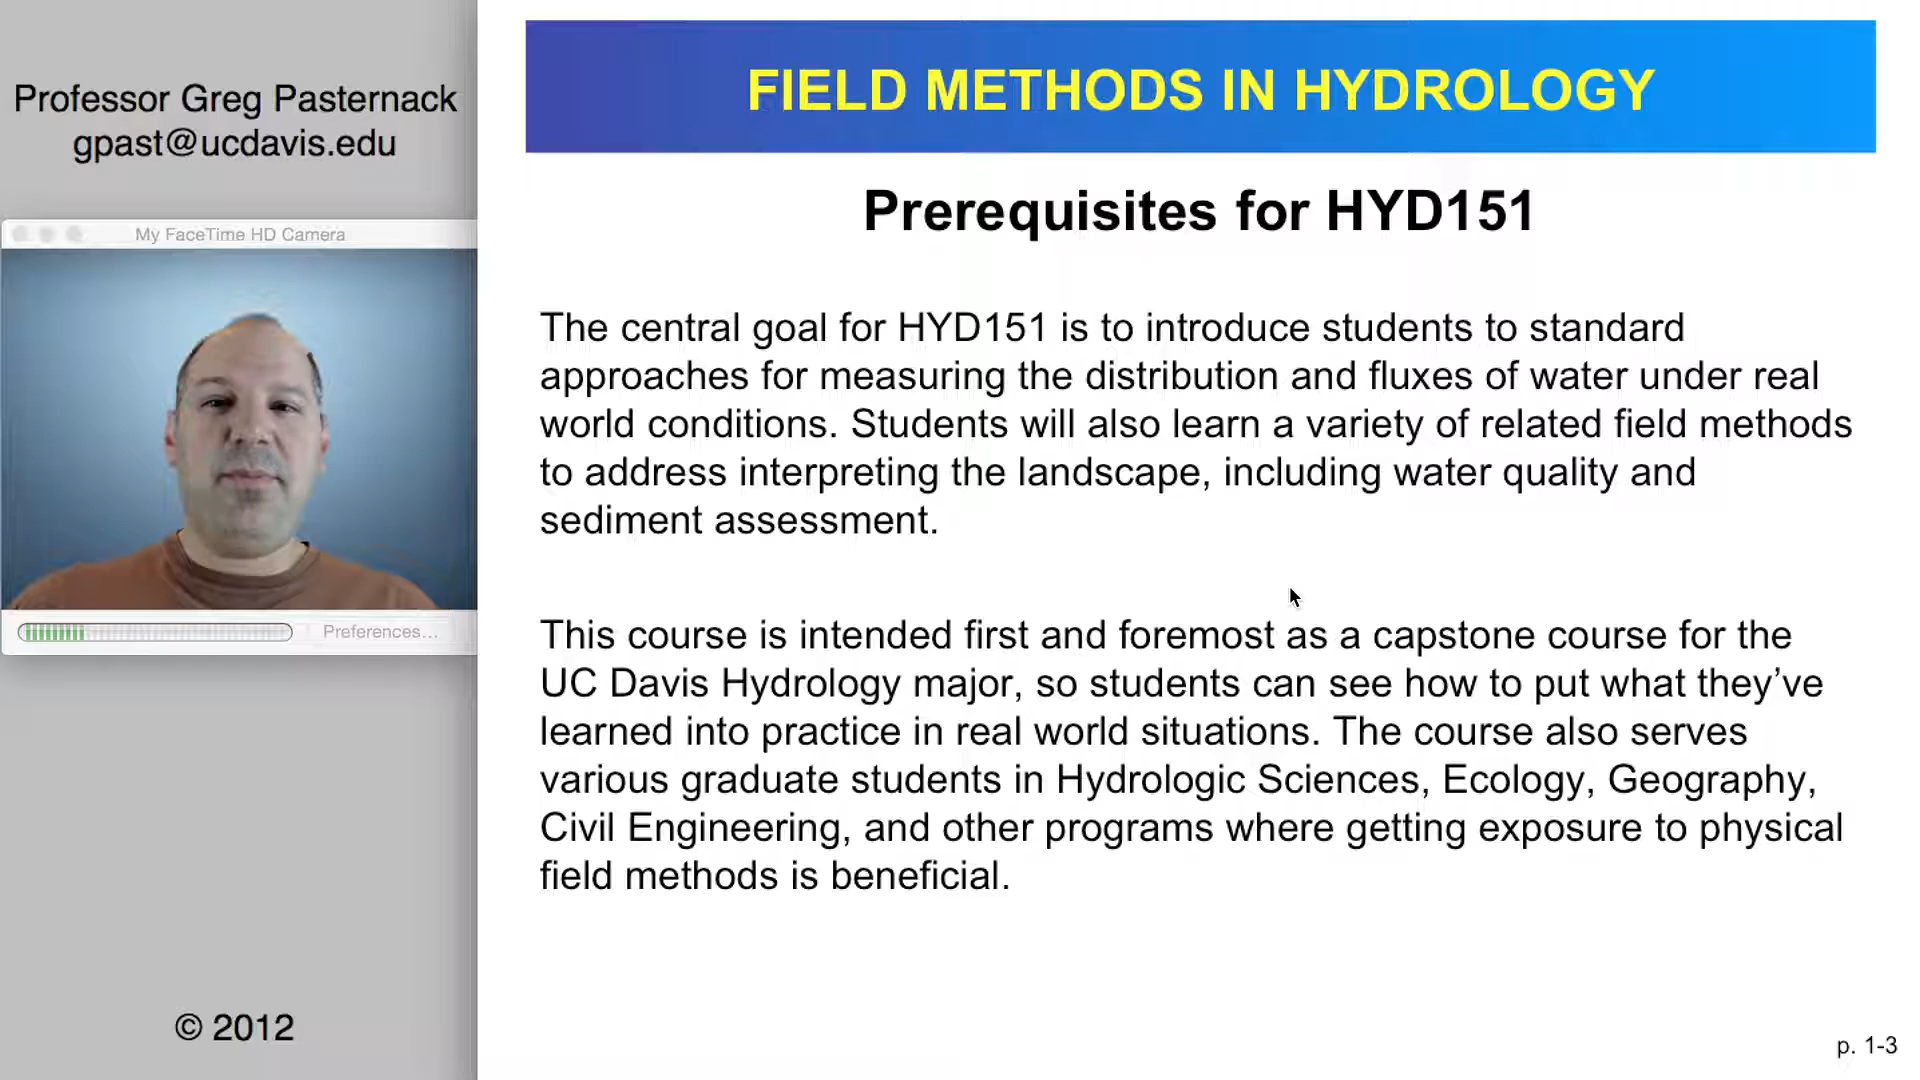 Professor Greg Pasternack
gpast@ucdavis.edu
My FaceTime HD Camera
Preferences...
© 2012
FIELD METHODS IN HYDROLOGY
Prerequisites for HYD151
The central goal for HYD151 is to introduce students to standard
approaches for measuring the distribution and fluxes of water under real
world conditions. Students will also learn a variety of related field methods
to address interpreting the landscape, including water quality and
sediment assessment.
This course is intended first and foremost as a capstone course for the
UC Davis Hydrology major, so students can see how to put what they’ve
learned into practice in real world situations. The course also serves
various graduate students in Hydrologic Sciences, Ecology, Geography,
Civil Engineering, and other programs where getting exposure to physical
field methods is beneficial.
p. 1-3